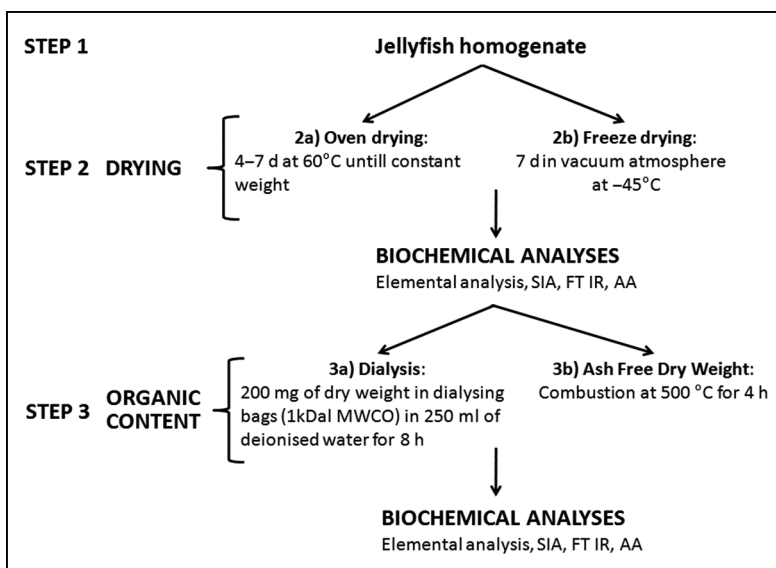 STEP 1
Jellyfish homogenate
STEP 2 DRYING
2a) Oven drying:
4–7 d at 60°C untill constant
weight
2b) Freeze drying:
7 d in vacuum atmosphere
at –45°C
BIOCHEMICAL ANALYSES
Elemental analysis, SIA, FT IR, AA
STEP 3
ORGANIC
CONTENT
3a) Dialysis:
200 mg of dry weight in dialysing
bags (1kDal MWCO) in 250 ml of
deionised water for 8 h
3b) Ash Free Dry Weight:
Combustion at 500 °C for 4 h
BIOCHEMICAL ANALYSES
Elemental analysis, SIA, FT IR, AA